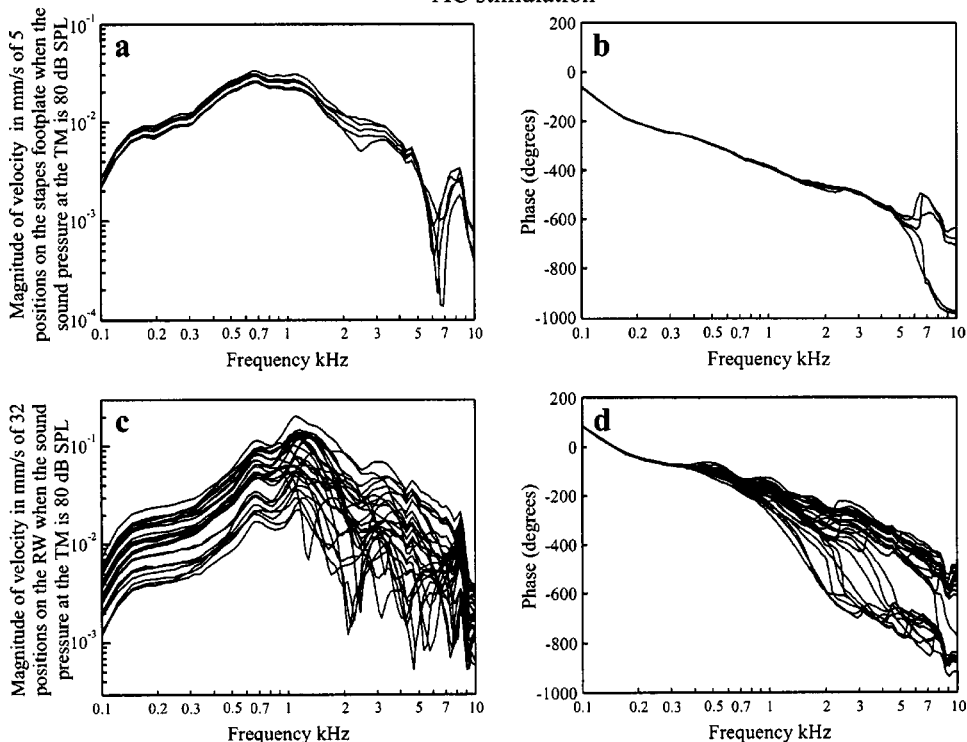 AC stimulation
a
Magnitude of velocity in mm/s of 5
positions on the stapes footplate when the
sound pressure at the TM is 80 dB SPL
10⁻¹
10⁻²
10⁻³
10⁻⁴
0.1 0.2 0.3 0.5 0.7 1 2 3 5 7 10
Frequency kHz
b
Phase (degrees)
200
0
-200
-400
-600
-800
-1000
0.1 0.2 0.3 0.5 0.7 1 2 3 5 7 10
Frequency kHz
c
Magnitude of velocity in mm/s of 32
positions on the RW when the sound
pressure at the TM is 80 dB SPL
10⁻¹
10⁻²
10⁻³
0.1 0.2 0.3 0.5 0.7 1 2 3 5 7 10
Frequency kHz
d
Phase (degrees)
200
0
-200
-400
-600
-800
-1000
0.1 0.2 0.3 0.5 0.7 1 2 3 5 7 10
Frequency kHz